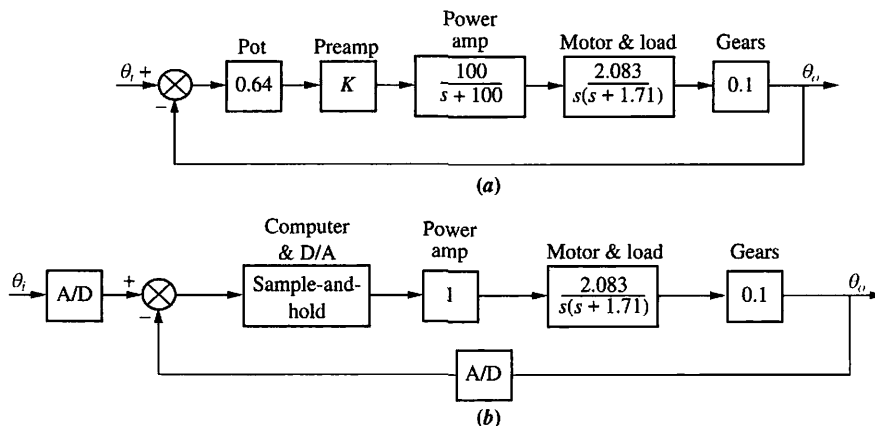 Power
amp
Pot Preamp Motor & load Gears
θi + 0.64 K 100 2.083 0.1 θo
s + 100 s(s + 1.71)
−
(a)
Computer
& D/A
Power
amp
Motor & load Gears
θi A/D + Sample-and-hold 1 2.083 0.1 θo
s(s + 1.71)
−
A/D
(b)